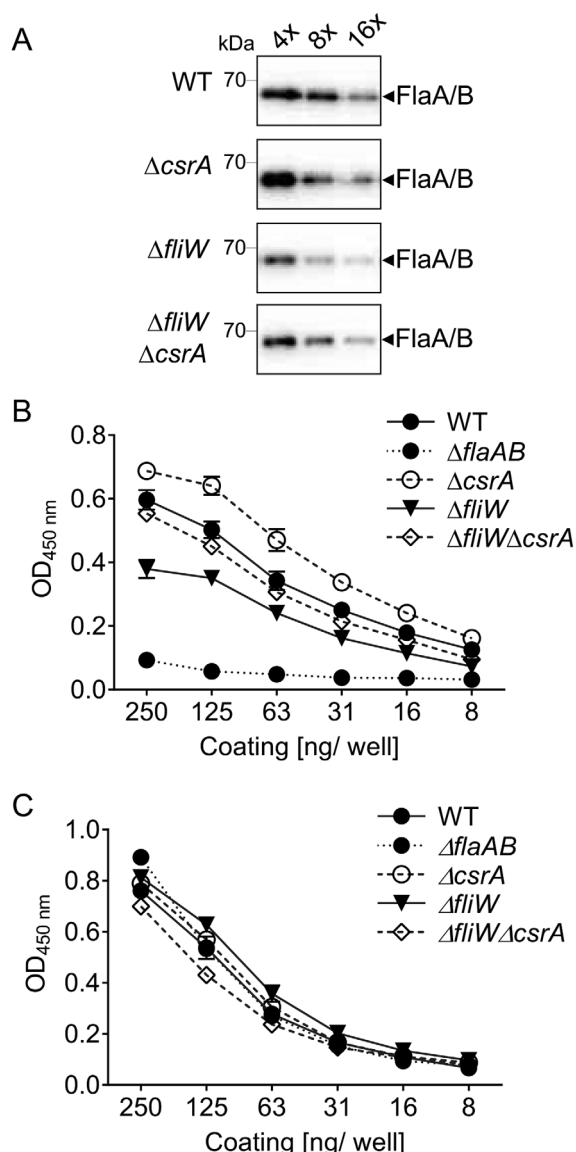 A
kDa 4x 8x 16x
WT 70 ◄FlaA/B
ΔcsrA 70 ◄FlaA/B
ΔfliW 70 ◄FlaA/B
ΔfliW
ΔcsrA 70 ◄FlaA/B
B
OD450 nm
0.8
0.6
0.4
0.2
0.0
250 125 63 31 16 8
Coating [ng/ well]
WT
ΔflaAB
ΔcsrA
ΔfliW
ΔfliWΔcsrA
C
OD450 nm
1.0
0.8
0.6
0.4
0.2
0.0
250 125 63 31 16 8
Coating [ng/ well]
WT
ΔflaAB
ΔcsrA
ΔfliW
ΔfliWΔcsrA